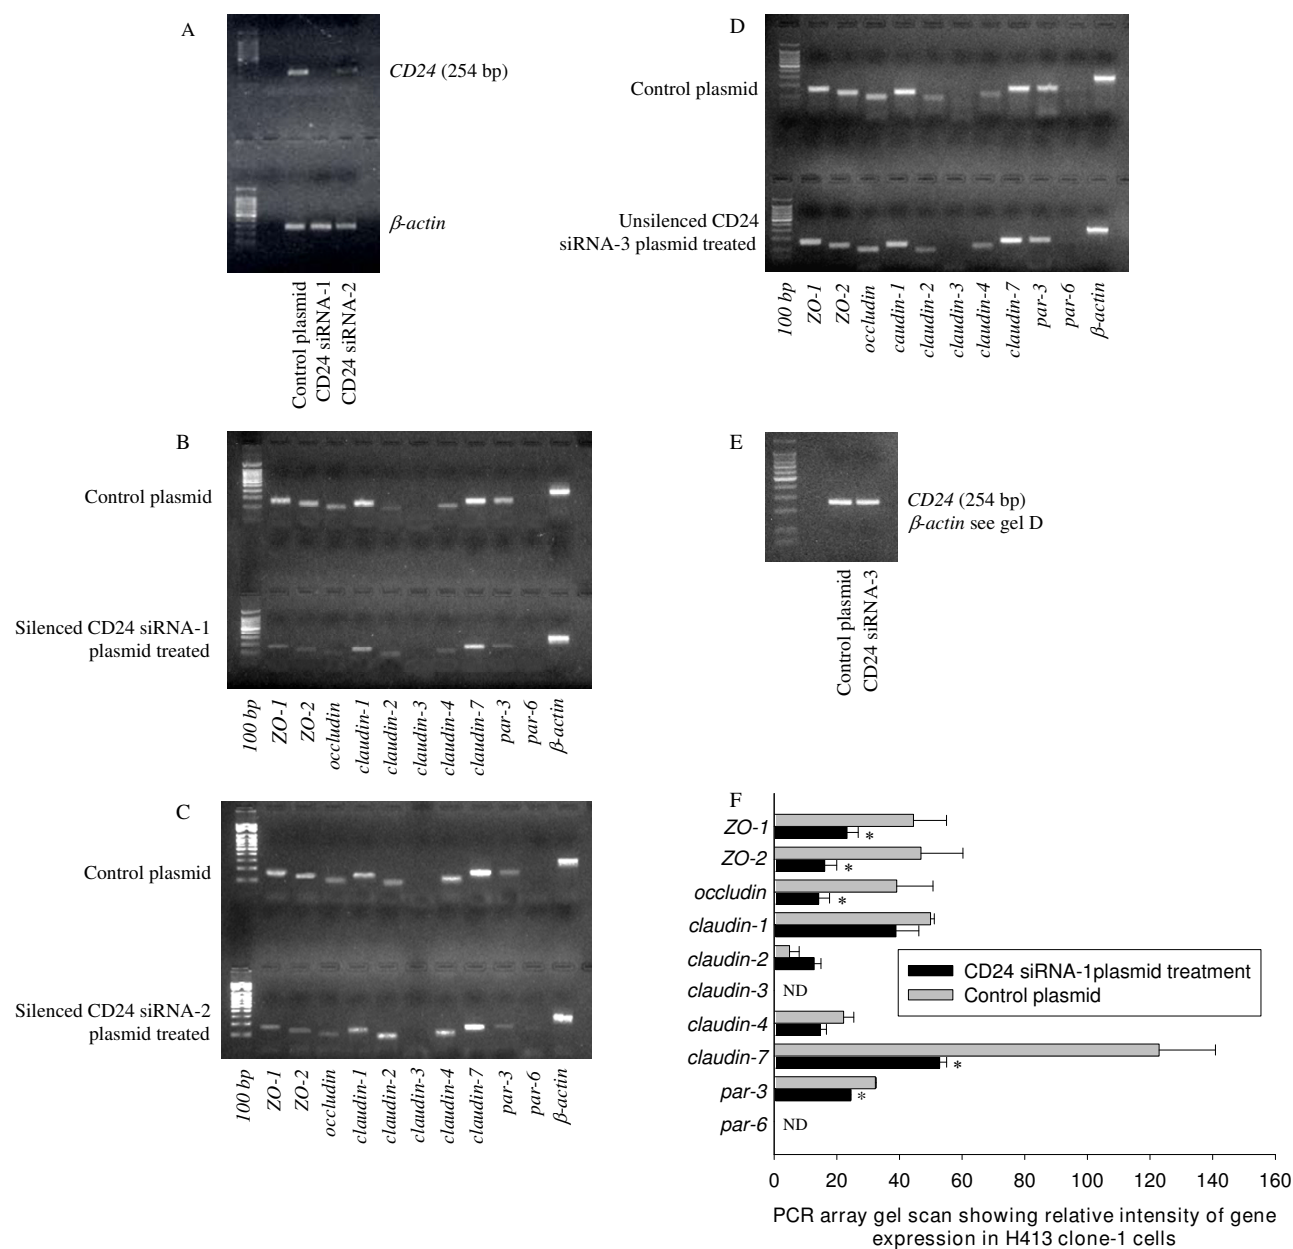 A
CD24 (254 bp)
β-actin
Control plasmid
CD24 siRNA-1
CD24 siRNA-2
D
Control plasmid
Unsilenced CD24
siRNA-3 plasmid treated
100 bp
ZO-1
ZO-2
occludin
caudin-1
claudin-2
claudin-3
claudin-4
claudin-7
par-3
par-6
β-actin
B
Control plasmid
Silenced CD24 siRNA-1
plasmid treated
100 bp
ZO-1
ZO-2
occludin
claudin-1
claudin-2
claudin-3
claudin-4
claudin-7
par-3
par-6
β-actin
E
CD24 (254 bp)
β-actin see gel D
Control plasmid
CD24 siRNA-3
C
Control plasmid
Silenced CD24 siRNA-2
plasmid treated
100 bp
ZO-1
ZO-2
occludin
claudin-1
claudin-2
claudin-3
claudin-4
claudin-7
par-3
par-6
β-actin
F
ZO-1
*
ZO-2
*
occludin
*
claudin-1
claudin-2
claudin-3 ND
claudin-4
claudin-7
*
par-3
*
par-6 ND
CD24 siRNA-1plasmid treatment
Control plasmid
0 20 40 60 80 100 120 140 160
PCR array gel scan showing relative intensity of gene
expression in H413 clone-1 cells